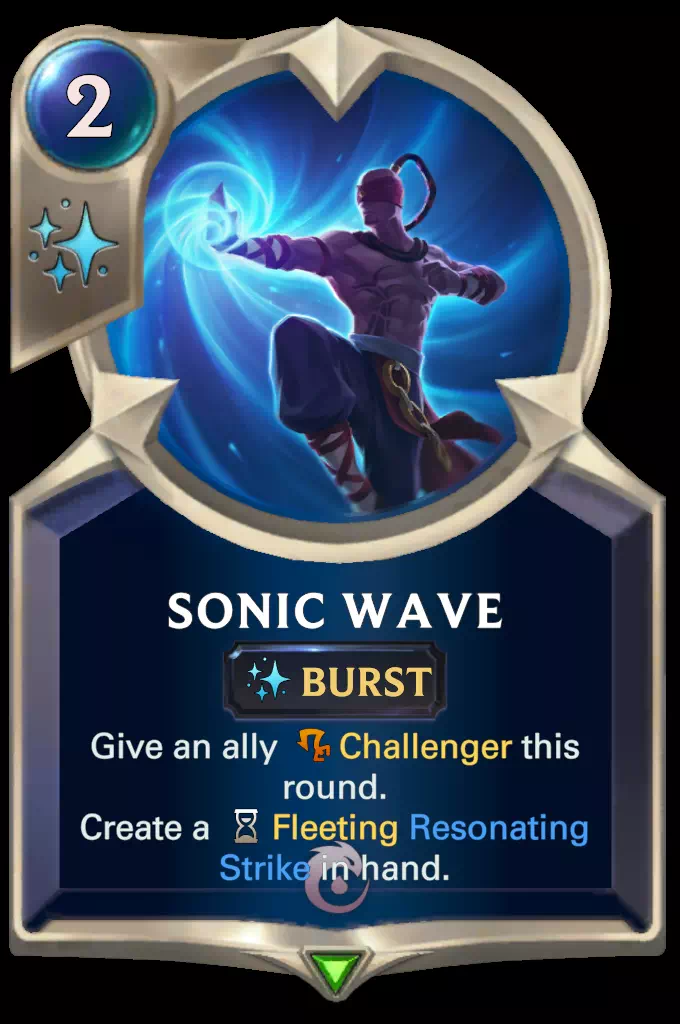 2
SONIC WAVE
BURST
Give an ally Challenger this
round.
Create a Fleeting Resonating
Strike in hand.